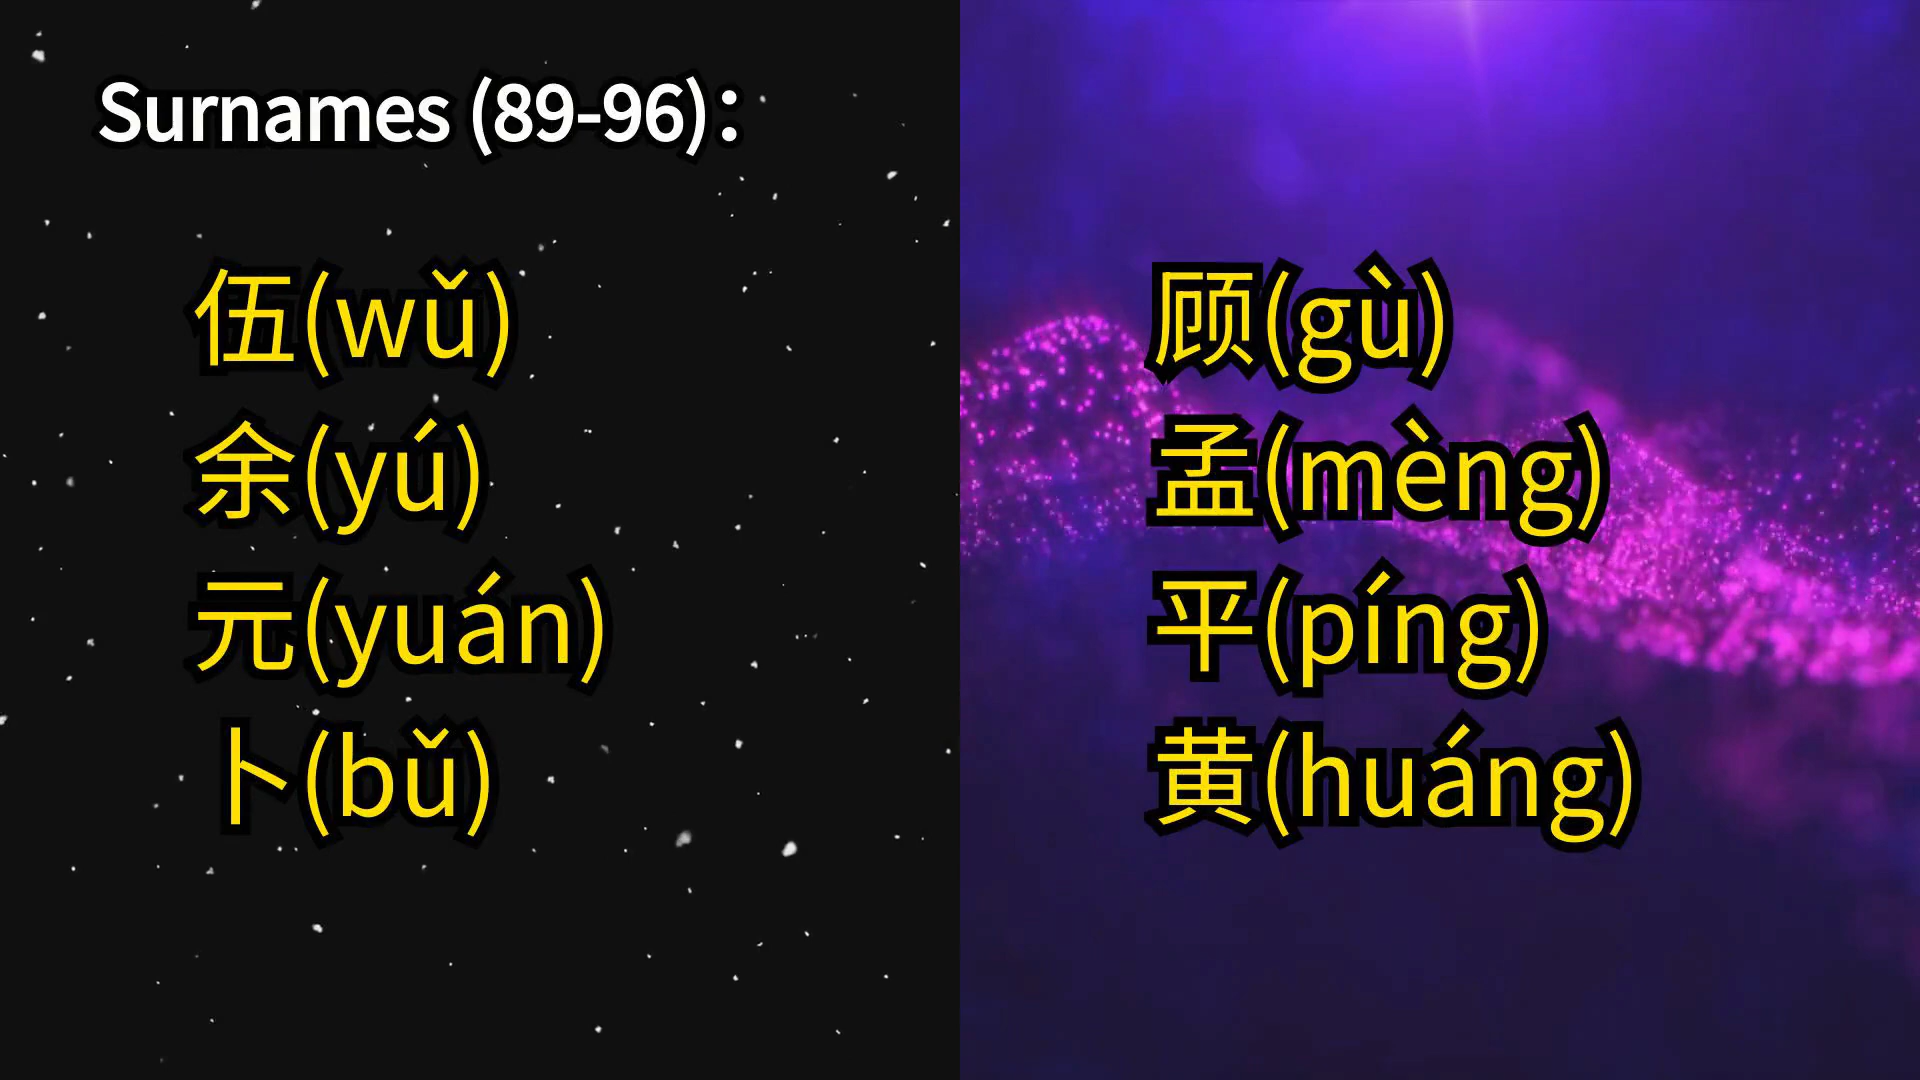 Surnames (89-96)：
伍(wǔ)
余(yú)
元(yuán)
卜(bǔ)
顾(gù)
孟(mèng)
平(píng)
黄(huáng)